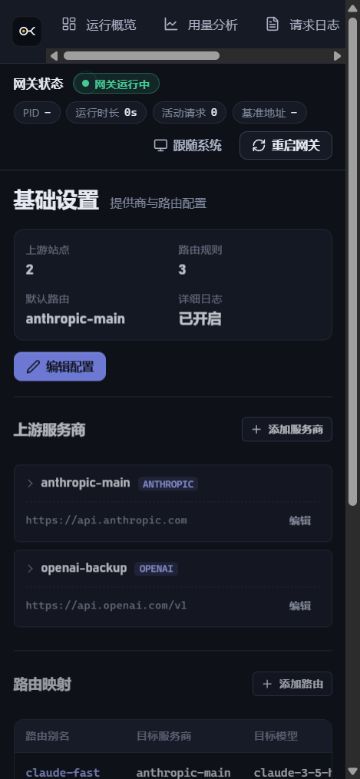 运行概览 用量分析 请求日志
网关状态 网关运行中
PID – 运行时长 0s 活动请求 0 基准地址 –
跟随系统 重启网关
基础设置 提供商与路由配置
上游站点 路由规则
2 3
默认路由 详细日志
anthropic-main 已开启
编辑配置
上游服务商 + 添加服务商
anthropic-main ANTHROPIC
https://api.anthropic.com 编辑
openai-backup OPENAI
https://api.openai.com/v1 编辑
路由映射 + 添加路由
路由别名 目标服务商 目标模型
claude-fast anthropic-main claude-3-5-h